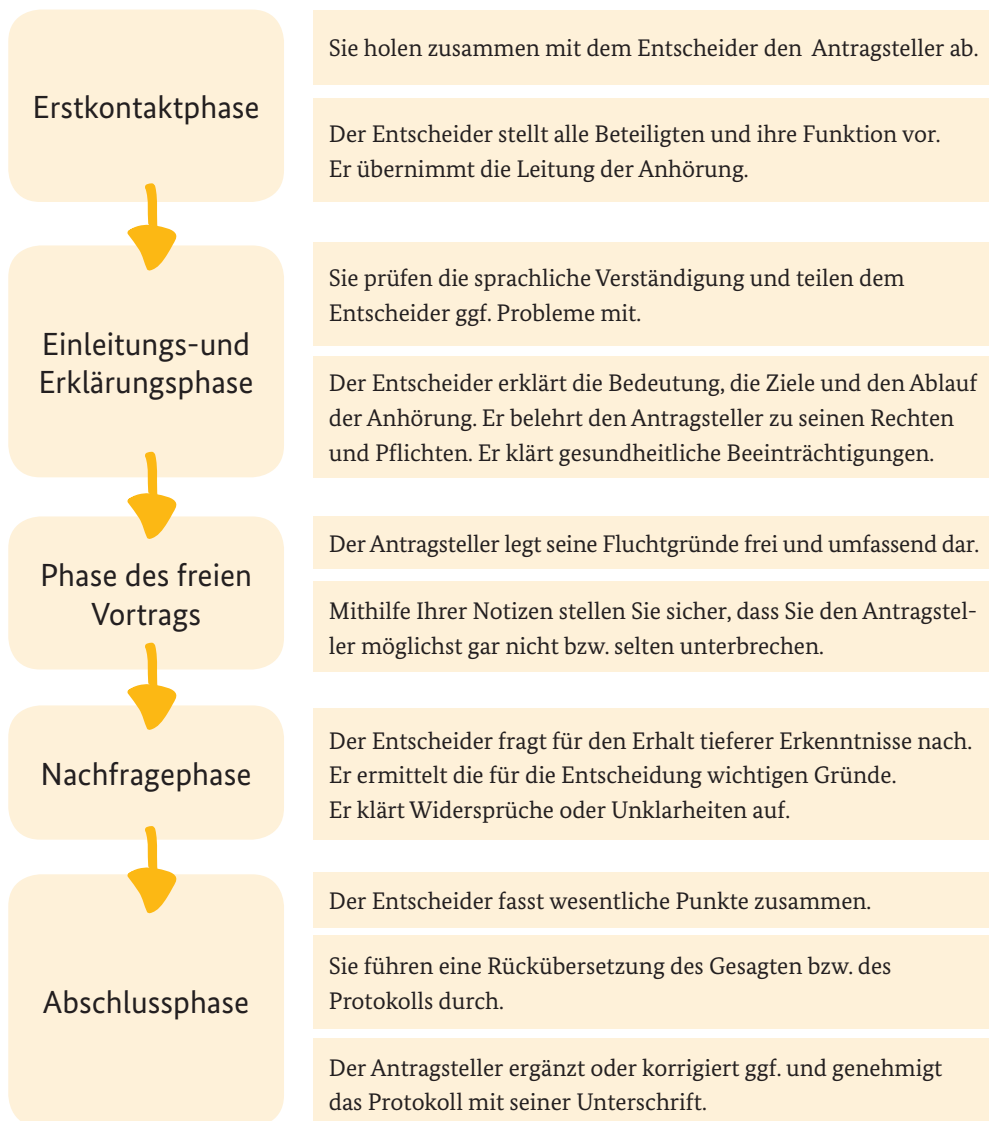 Erstkontaktphase
Sie holen zusammen mit dem Entscheider den Antragsteller ab.
Der Entscheider stellt alle Beteiligten und ihre Funktion vor.
Er übernimmt die Leitung der Anhörung.
Einleitungs-und
Erklärungsphase
Sie prüfen die sprachliche Verständigung und teilen dem
Entscheider ggf. Probleme mit.
Der Entscheider erklärt die Bedeutung, die Ziele und den Ablauf
der Anhörung. Er belehrt den Antragsteller zu seinen Rechten
und Pflichten. Er klärt gesundheitliche Beeinträchtigungen.
Phase des freien
Vortrags
Der Antragsteller legt seine Fluchtgründe frei und umfassend dar.
Mithilfe Ihrer Notizen stellen Sie sicher, dass Sie den Antragstel-
ler möglichst gar nicht bzw. selten unterbrechen.
Nachfragephase
Der Entscheider fragt für den Erhalt tieferer Erkenntnisse nach.
Er ermittelt die für die Entscheidung wichtigen Gründe.
Er klärt Widersprüche oder Unklarheiten auf.
Abschlussphase
Der Entscheider fasst wesentliche Punkte zusammen.
Sie führen eine Rückübersetzung des Gesagten bzw. des
Protokolls durch.
Der Antragsteller ergänzt oder korrigiert ggf. und genehmigt
das Protokoll mit seiner Unterschrift.